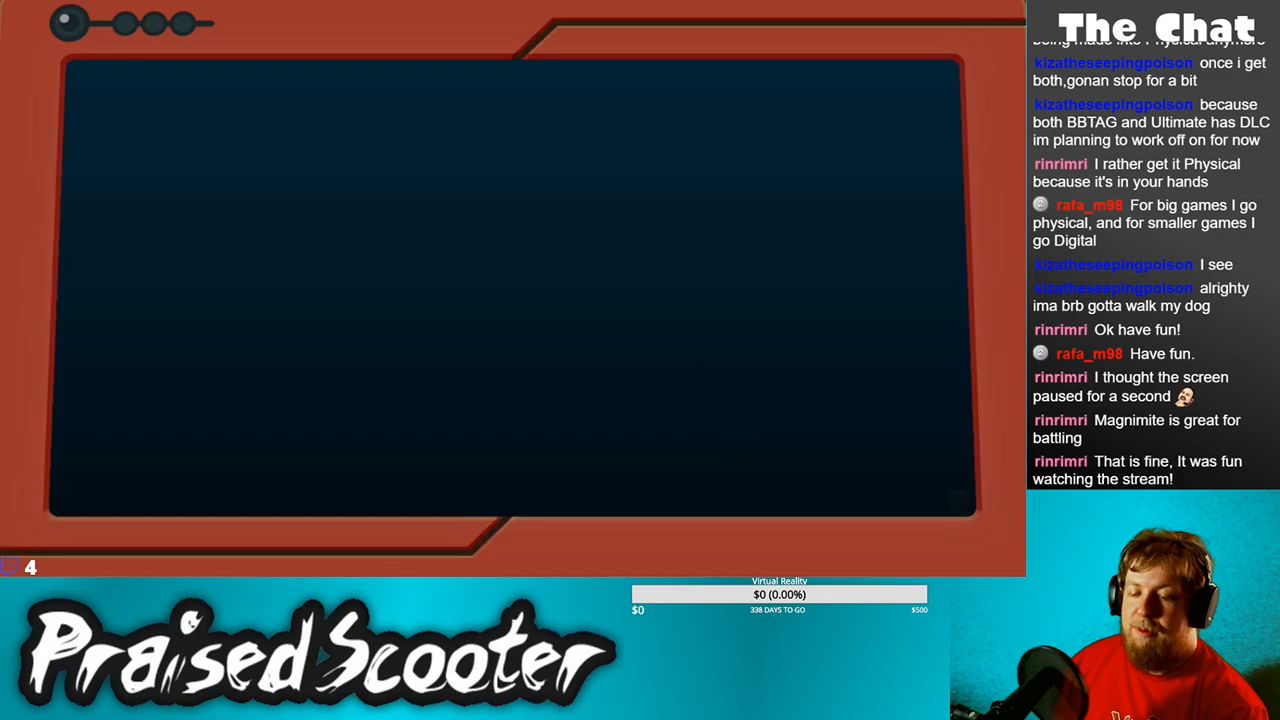 The Chat
being made into Physical anymore
kizatheseepingpoison once i get
both,gonan stop for a bit
kizatheseepingpoison because
both BBTAG and Ultimate has DLC
im planning to work off on for now
rinrimri I rather get it Physical
because it's in your hands
rafa_m98 For big games I go
physical, and for smaller games I
go Digital
kizatheseepingpoison I see
kizatheseepingpoison alrighty
ima brb gotta walk my dog
rinrimri Ok have fun!
rafa_m98 Have fun.
rinrimri I thought the screen
paused for a second
rinrimri Magnimite is great for
battling
rinrimri That is fine, It was fun
watching the stream!
4
Virtual Reality
$0 (0.00%)
$0 338 DAYS TO GO $500
PraisedScooter